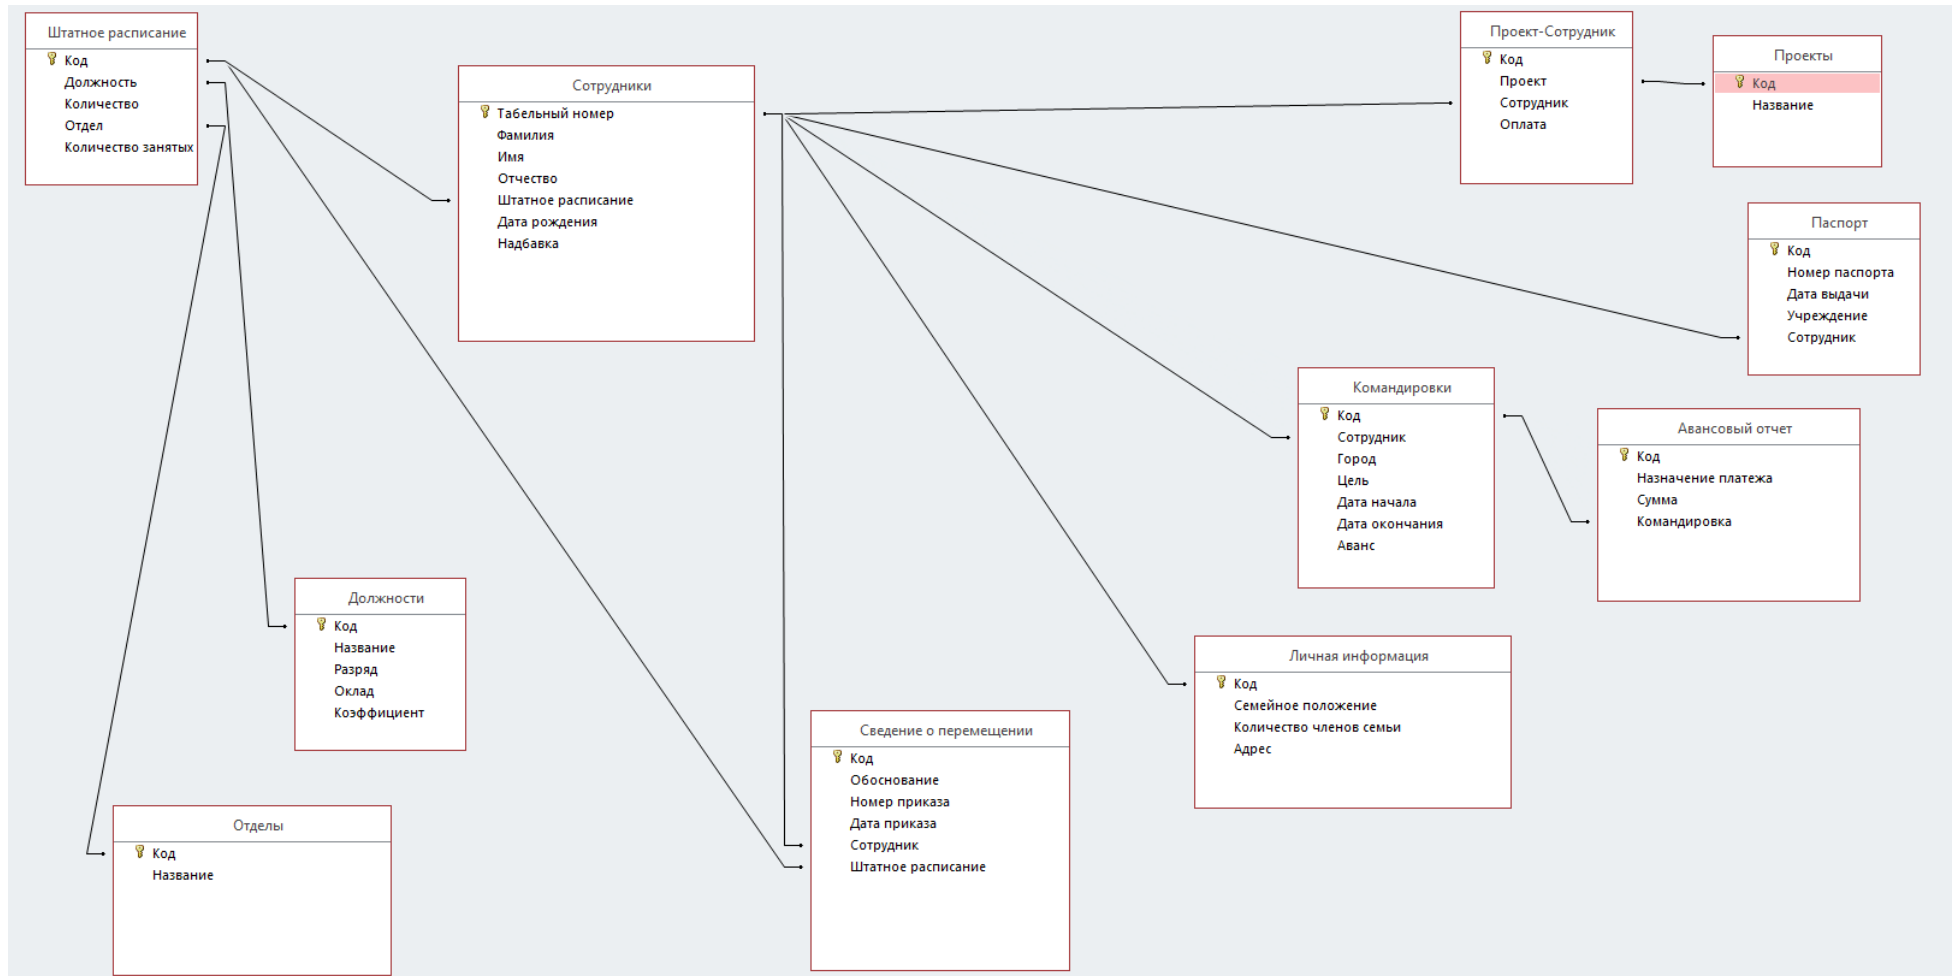 Штатное расписание
Код
Должность
Количество
Отдел
Количество занятых
Сотрудники
Табельный номер
Фамилия
Имя
Отчество
Штатное расписание
Дата рождения
Надбавка
Проект-Сотрудник
Код
Проект
Сотрудник
Оплата
Проекты
Код
Название
Паспорт
Код
Номер паспорта
Дата выдачи
Учреждение
Сотрудник
Командировки
Код
Сотрудник
Город
Цель
Дата начала
Дата окончания
Аванс
Авансовый отчет
Код
Назначение платежа
Сумма
Командировка
Должности
Код
Название
Разряд
Оклад
Коэффициент
Личная информация
Код
Семейное положение
Количество членов семьи
Адрес
Сведение о перемещении
Код
Обоснование
Номер приказа
Дата приказа
Сотрудник
Штатное расписание
Отделы
Код
Название